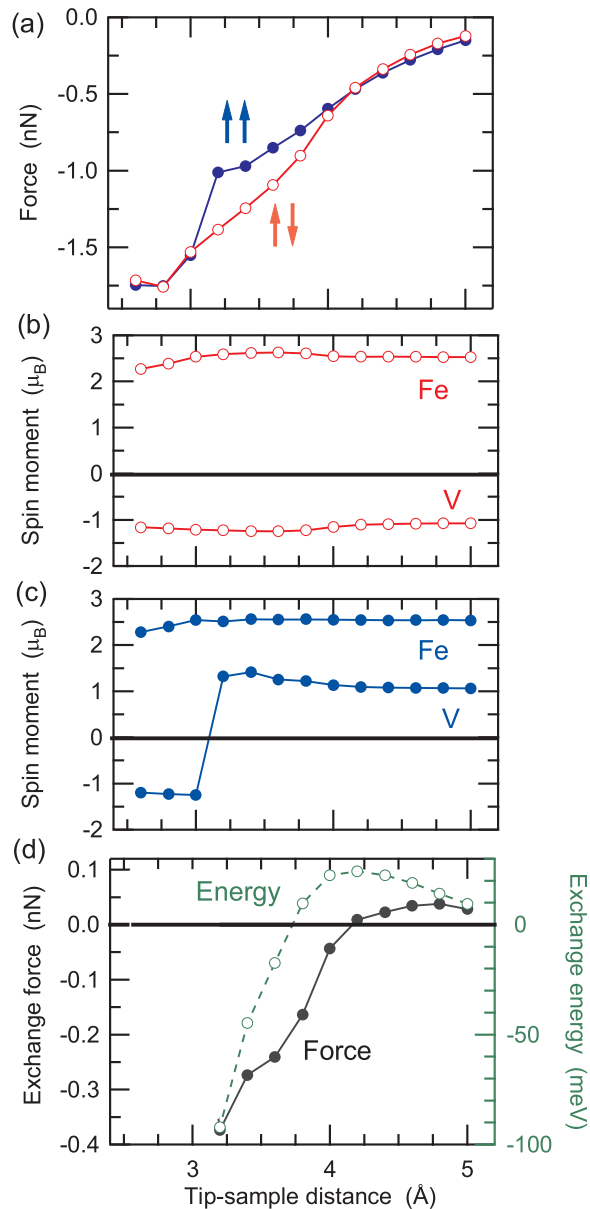 (a)
0.0
-0.5
-1.0
-1.5
Force (nN)
(b)
3
2
1
0
-1
-2
Spin moment (μB)
Fe
V
(c)
3
2
1
0
-1
-2
Spin moment (μB)
Fe
V
(d)
0.1
0.0
-0.1
-0.2
-0.3
-0.4
Exchange force (nN)
Energy
Force
0
-50
-100
Exchange energy (meV)
3 4 5
Tip-sample distance (Å)